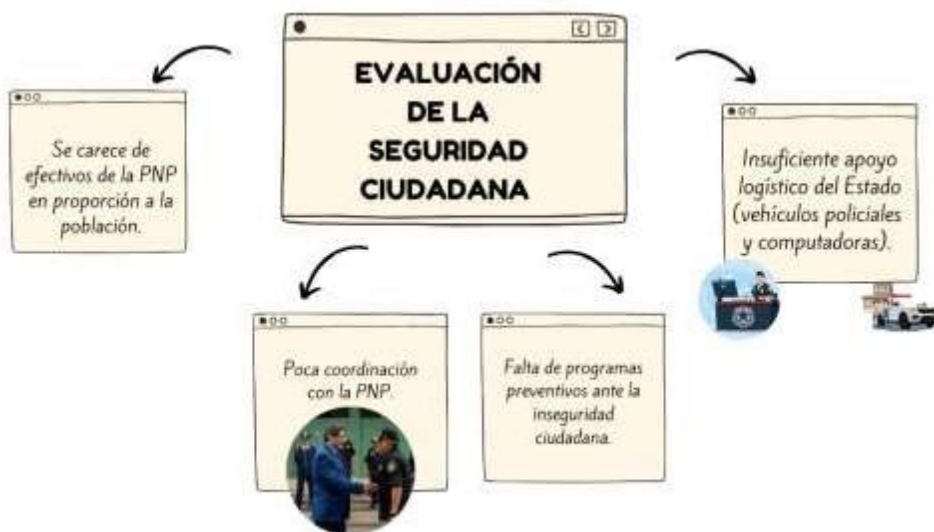 EVALUACIÓN
DE LA
SEGURIDAD
CIUDADANA
Se carece de
efectivos de la PNP
en proporción a la
población.
Poca coordinación
con la PNP.
Falta de programas
preventivos ante la
inseguridad
ciudadana.
Insuficiente apoyo
logístico del Estado
(vehículos policiales
y computadoras).